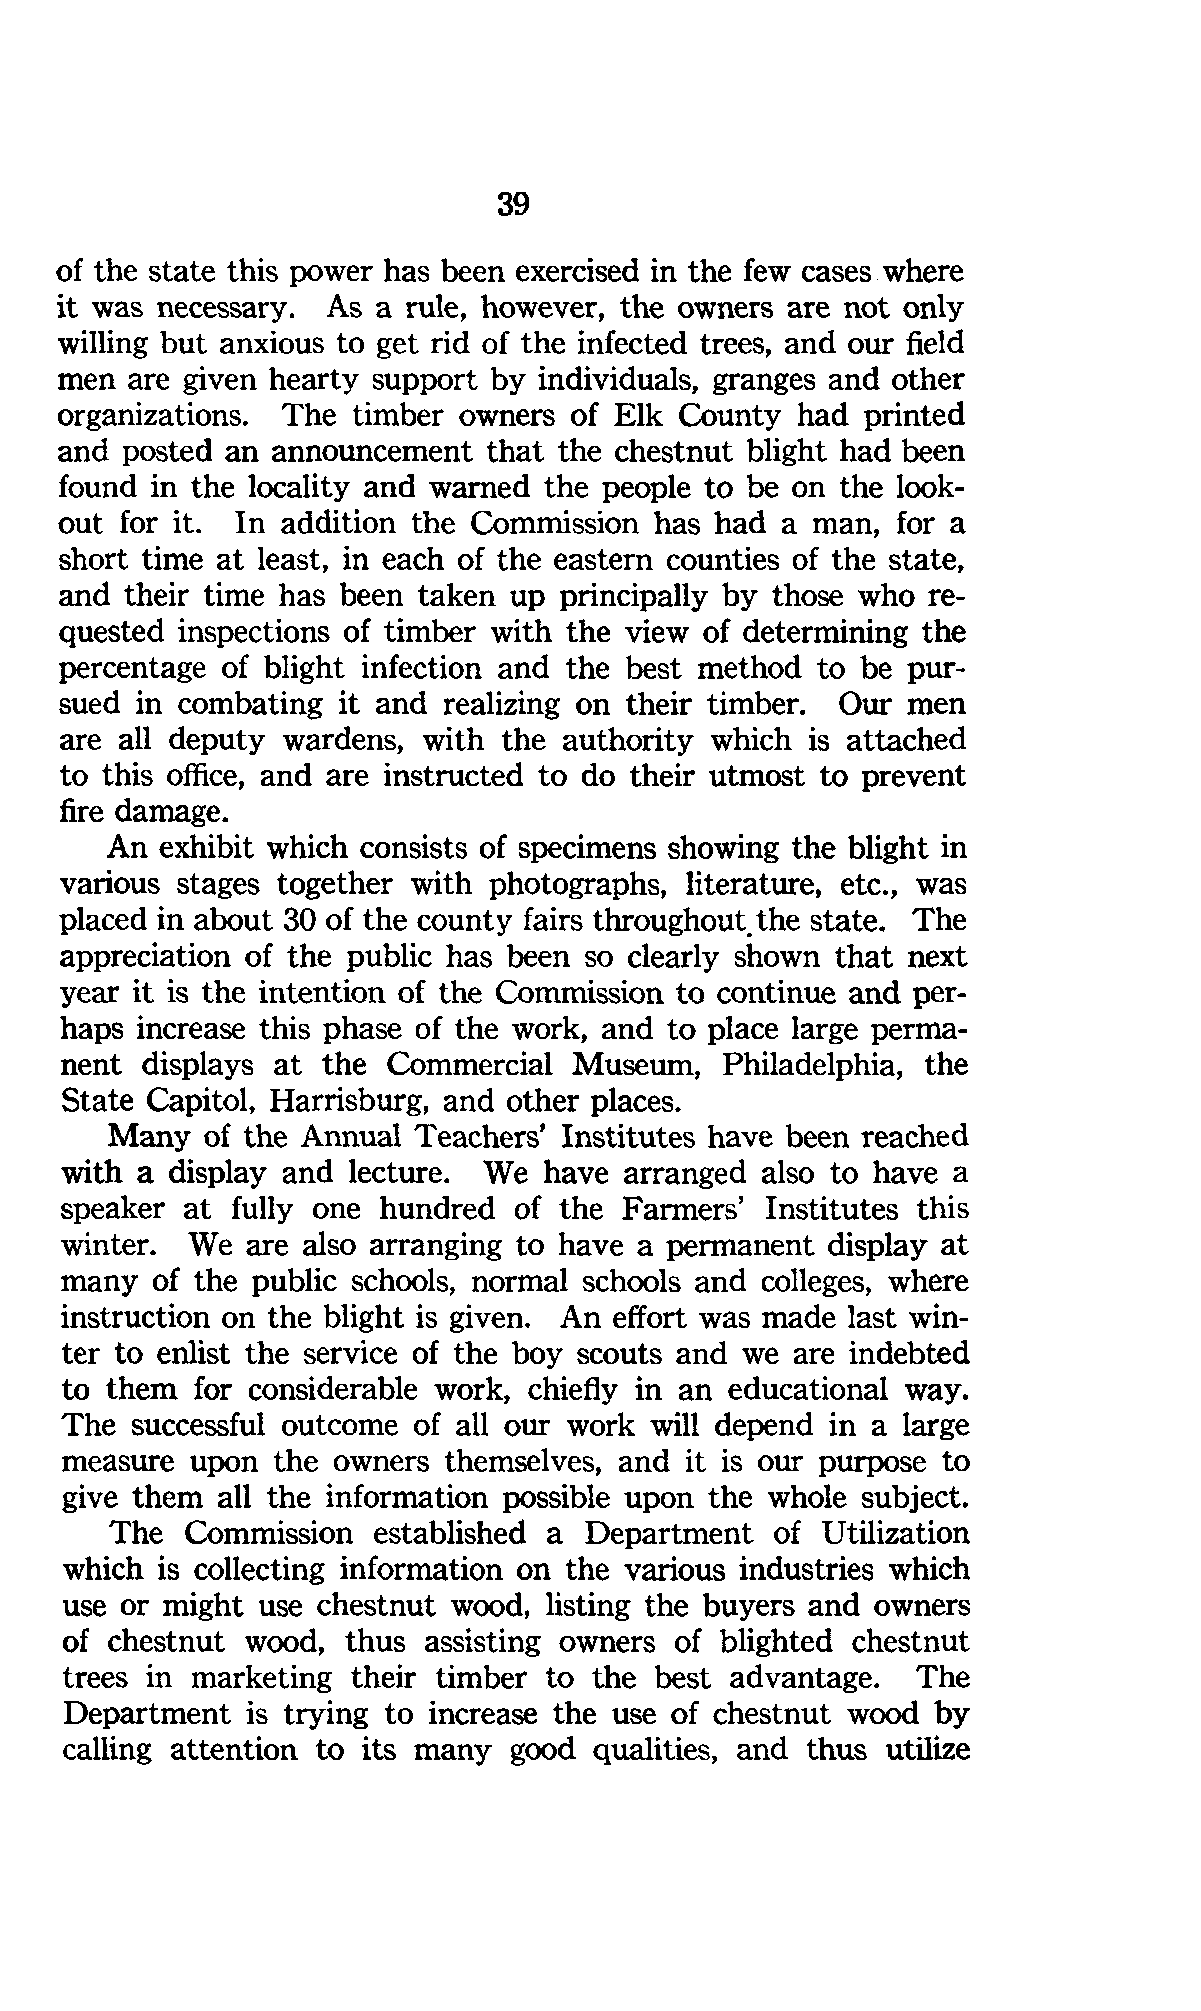 39
of the state this power has been exercised in the few cases where
it was necessary. As a rule, however, the owners are not only
willing but anxious to get rid of the infected trees, and our field
men are given hearty support by individuals, granges and other
organizations. The timber owners of Elk County had printed
and posted an announcement that the chestnut blight had been
found in the locality and warned the people to be on the look-
out for it. In addition the Commission has had a man, for a
short time at least, in each of the eastern counties of the state,
and their time has been taken up principally by those who re-
quested inspections of timber with the view of determining the
percentage of blight infection and the best method to be pur-
sued in combating it and realizing on their timber. Our men
are all deputy wardens, with the authority which is attached
to this office, and are instructed to do their utmost to prevent
fire damage.
An exhibit which consists of specimens showing the blight in
various stages together with photographs, literature, etc., was
placed in about 30 of the county fairs throughout the state. The
appreciation of the public has been so clearly shown that next
year it is the intention of the Commission to continue and per-
haps increase this phase of the work, and to place large perma-
nent displays at the Commercial Museum, Philadelphia, the
State Capitol, Harrisburg, and other places.
Many of the Annual Teachers' Institutes have been reached
with a display and lecture. We have arranged also to have a
speaker at fully one hundred of the Farmers' Institutes this
winter. We are also arranging to have a permanent display at
many of the public schools, normal schools and colleges, where
instruction on the blight is given. An effort was made last win-
ter to enlist the service of the boy scouts and we are indebted
to them for considerable work, chiefly in an educational way.
The successful outcome of all our work will depend in a large
measure upon the owners themselves, and it is our purpose to
give them all the information possible upon the whole subject.
The Commission established a Department of Utilization
which is collecting information on the various industries which
use or might use chestnut wood, listing the buyers and owners
of chestnut wood, thus assisting owners of blighted chestnut
trees in marketing their timber to the best advantage. The
Department is trying to increase the use of chestnut wood by
calling attention to its many good qualities, and thus utilize